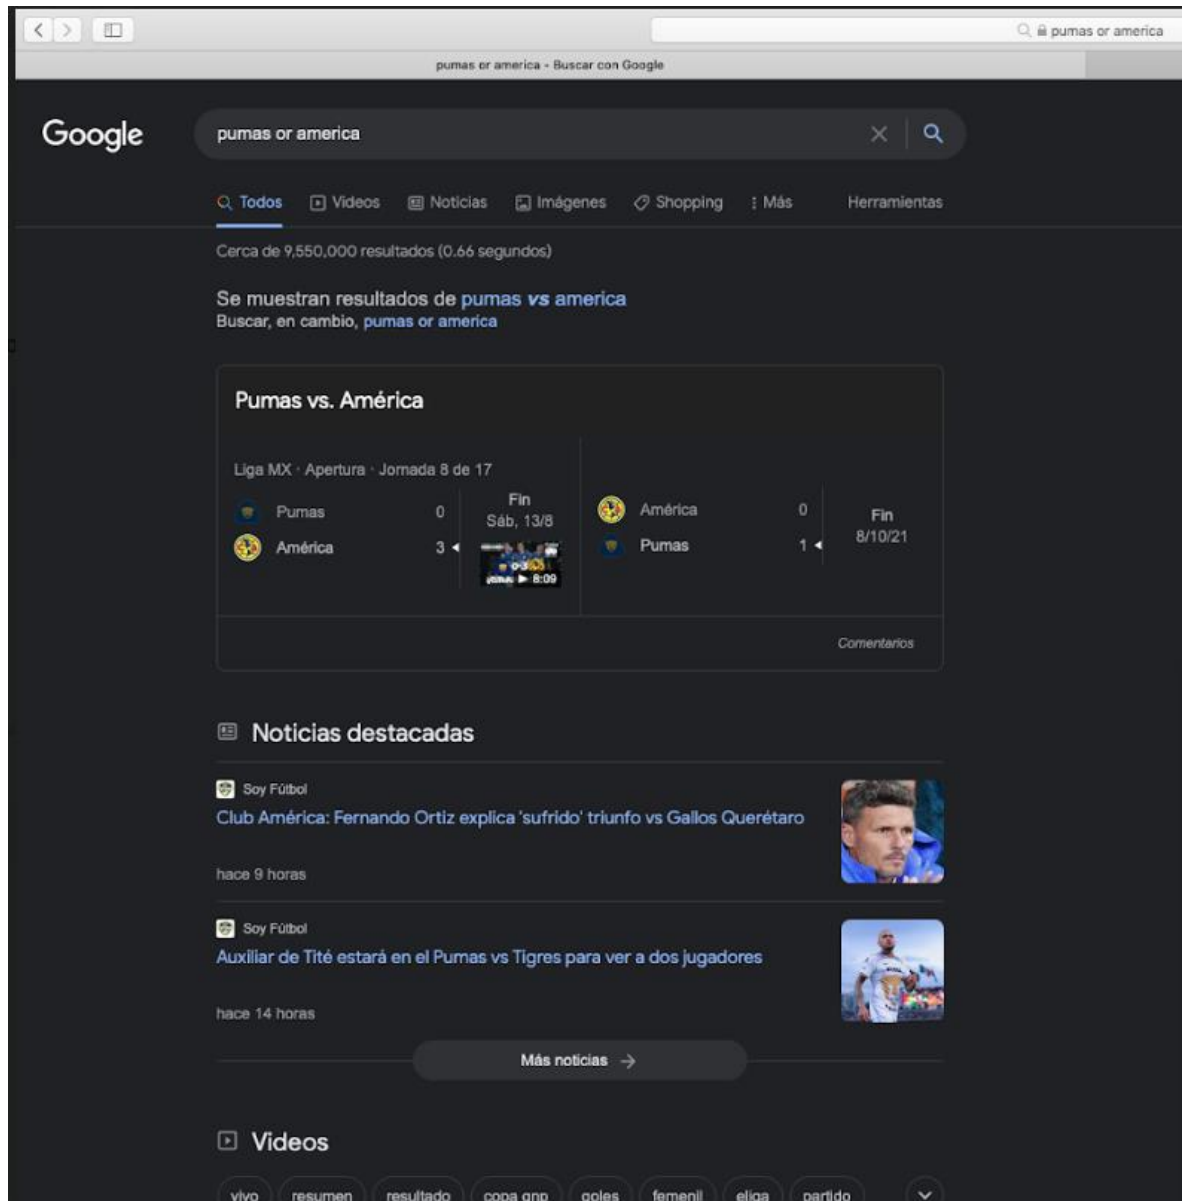 pumas or america
pumas or america - Buscar con Google
Google
pumas or america
Todos Videos Noticias Imágenes Shopping Más Herramientas
Cerca de 9,550,000 resultados (0.66 segundos)
Se muestran resultados de pumas vs america
Buscar, en cambio, pumas or america
Pumas vs. América
Liga MX · Apertura · Jornada 8 de 17
Pumas 0
América 3
Fin
Sáb, 13/8
0-3
8:09
América 0
Pumas 1
Fin
8/10/21
Comentarios
Noticias destacadas
Soy Fútbol
Club América: Fernando Ortiz explica 'sufrido' triunfo vs Gallos Querétaro
hace 9 horas
Soy Fútbol
Auxiliar de Tité estará en el Pumas vs Tigres para ver a dos jugadores
hace 14 horas
Más noticias →
Videos
vivo resumen resultado copa gnp goles femenil eliga partido